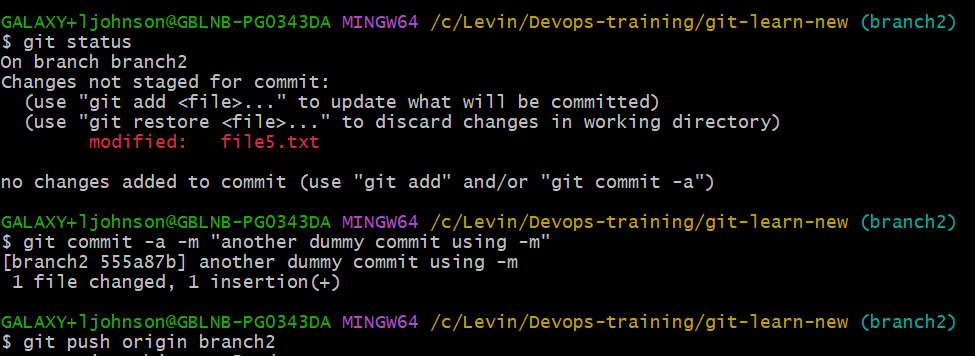 GALAXY+ljohnson@GBLNB-PG0343DA MINGW64 /c/Levin/Devops-training/git-learn-new (branch2)
$ git status
On branch branch2
Changes not staged for commit:
  (use "git add <file>..." to update what will be committed)
  (use "git restore <file>..." to discard changes in working directory)
        modified:   file5.txt

no changes added to commit (use "git add" and/or "git commit -a")

GALAXY+ljohnson@GBLNB-PG0343DA MINGW64 /c/Levin/Devops-training/git-learn-new (branch2)
$ git commit -a -m "another dummy commit using -m"
[branch2 555a87b] another dummy commit using -m
 1 file changed, 1 insertion(+)

GALAXY+ljohnson@GBLNB-PG0343DA MINGW64 /c/Levin/Devops-training/git-learn-new (branch2)
$ git push origin branch2